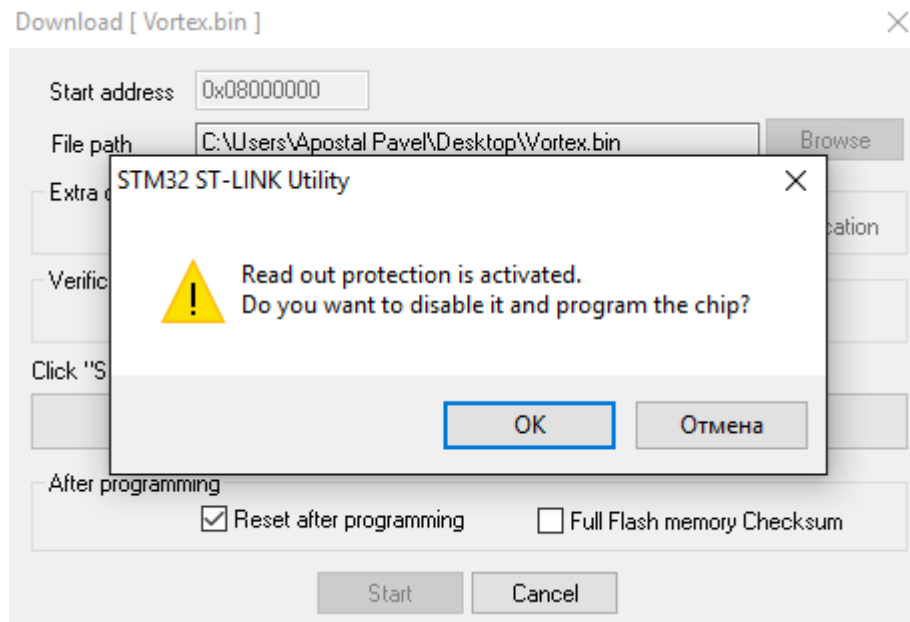 Download [ Vortex.bin ]
Start address 0x08000000
File path C:\Users\Apostal Pavel\Desktop\Vortex.bin Browse
Extra
STM32 ST-LINK Utility
Read out protection is activated.
Do you want to disable it and program the chip?
OK Отмена
Click "S
After programming
Reset after programming Full Flash memory Checksum
Start Cancel